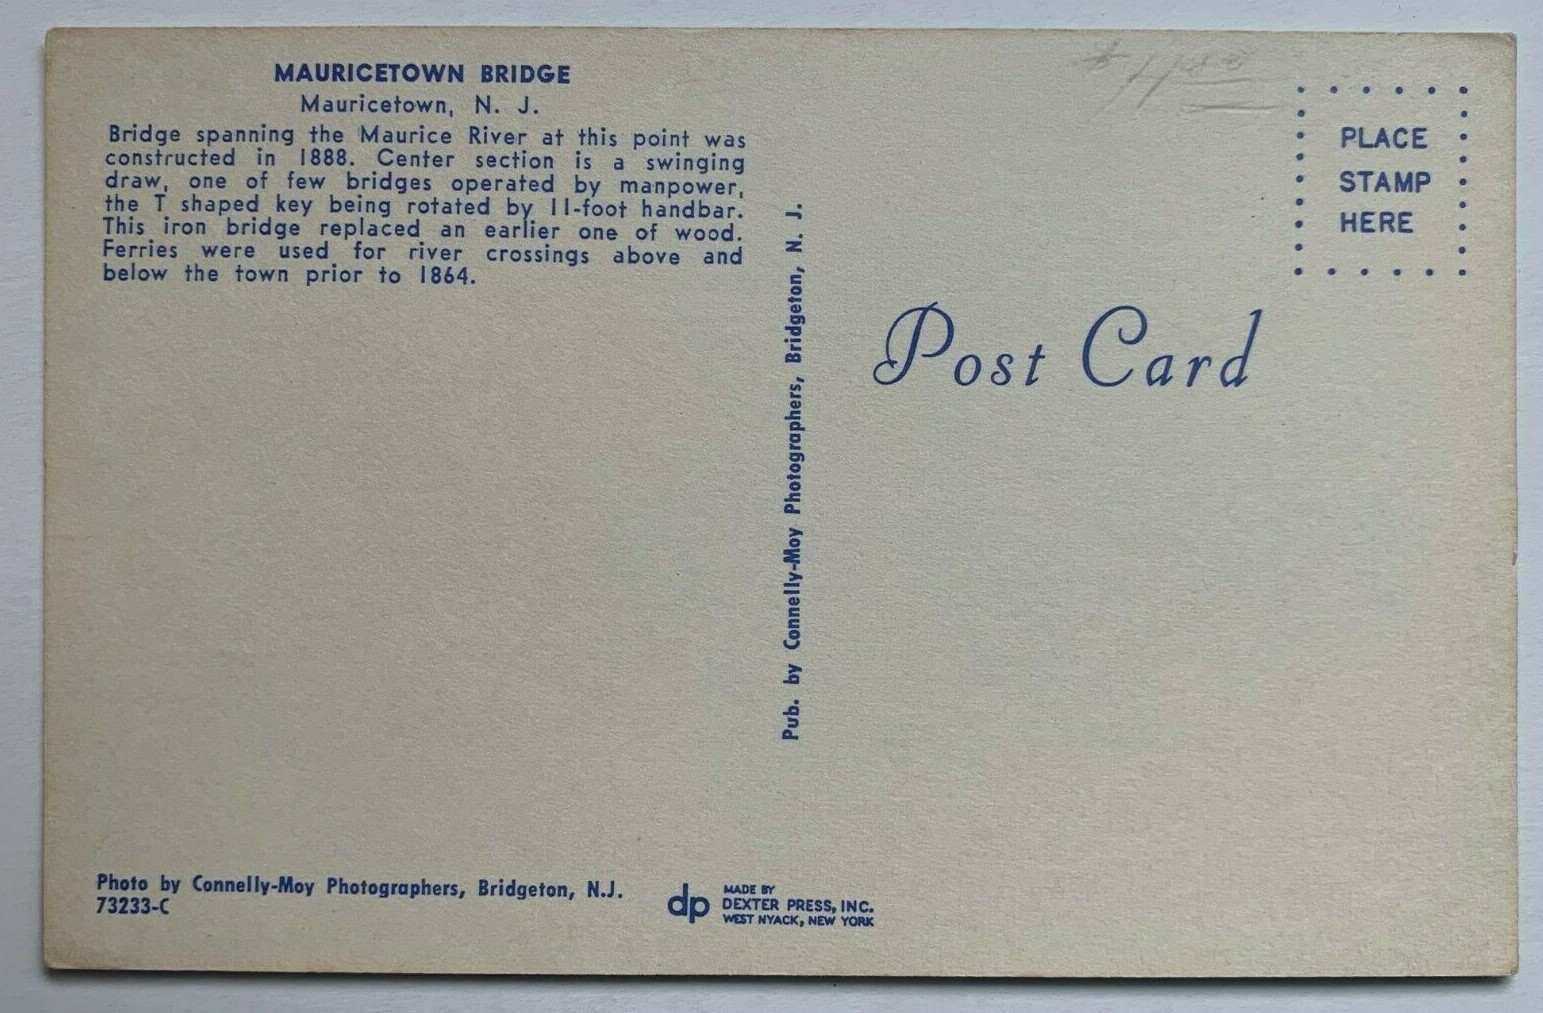 MAURICETOWN BRIDGE
Mauricetown, N. J.
Bridge spanning the Maurice River at this point was
constructed in 1888. Center section is a swinging
draw, one of few bridges operated by manpower,
the T shaped key being rotated by 11-foot handbar.
This iron bridge replaced an earlier one of wood.
Ferries were used for river crossings above and
below the town prior to 1864.
Photo by Connelly-Moy Photographers, Bridgeton, N.J.
73233-C
dp
MADE BY
DEXTER PRESS, INC.
WEST NYACK, NEW YORK
Pub. by Connelly-Moy Photographers, Bridgeton, N. J.
PLACE
STAMP
HERE
Post Card